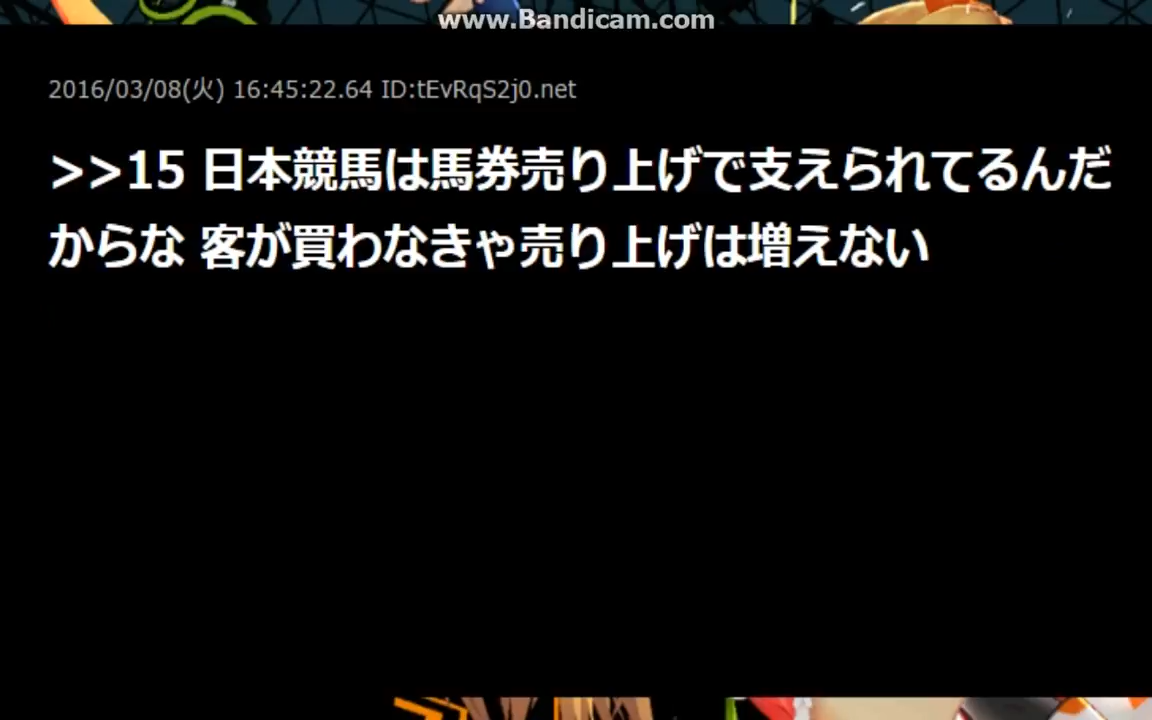 www.Bandicam.com
2016/03/08(火) 16:45:22.64 ID:tEvRqS2j0.net
>>15 日本競馬は馬券売り上げで支えられてるんだ
からな 客が買わなきゃ売り上げは増えない